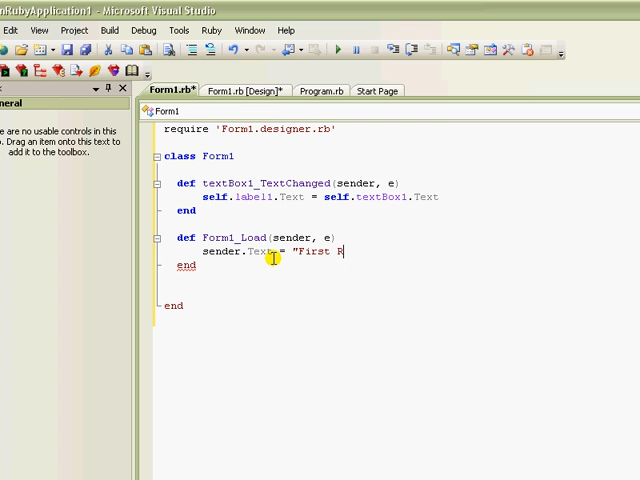 nRubyApplication1 - Microsoft Visual Studio
Edit View Project Build Debug Tools Ruby Window Help
Form1.rb* Form1.rb [Design]* Program.rb Start Page
neral
Form1
re are no usable controls in this
o. Drag an item onto this text to
add it to the toolbox.
require 'Form1.designer.rb'
class Form1
def textBox1_TextChanged(sender, e)
self.label1.Text = self.textBox1.Text
end
def Form1_Load(sender, e)
sender.Text = "First R
end
end